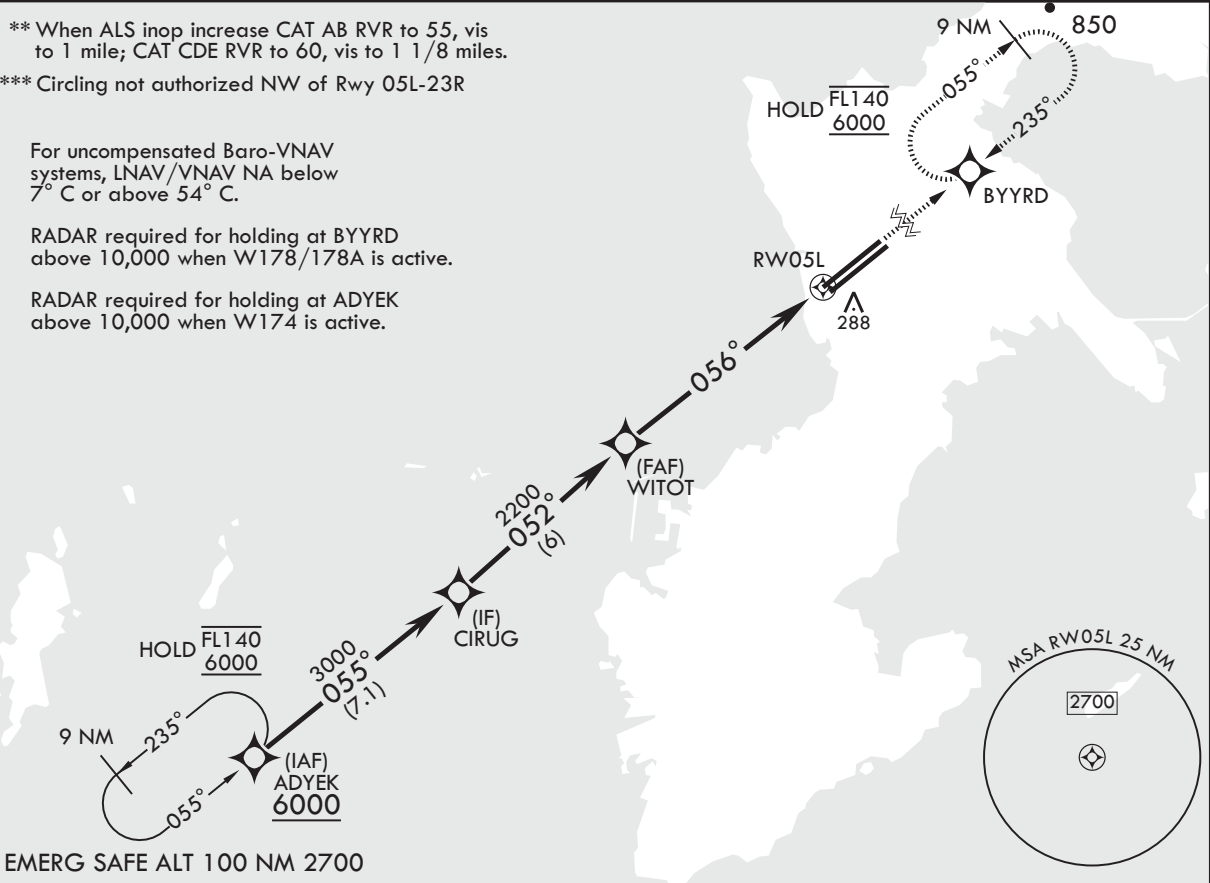 ** When ALS inop increase CAT AB RVR to 55, vis
to 1 mile; CAT CDE RVR to 60, vis to 1 1/8 miles.
*** Circling not authorized NW of Rwy 05L-23R
For uncompensated Baro-VNAV
systems, LNAV/VNAV NA below
7° C or above 54° C.
RADAR required for holding at BYYRD
above 10,000 when W178/178A is active.
RADAR required for holding at ADYEK
above 10,000 when W174 is active.
9 NM
850
055°
HOLD FL140
6000
235°
BYYRD
RW05L
288
056°
(FAF)
WITOT
2200
052°
(6)
(IF)
CIRUG
HOLD FL140
6000
3000
055°
(7.1)
9 NM
235°
055°
(IAF)
ADYEK
6000
MSA RW05L 25 NM
2700
EMERG SAFE ALT 100 NM 2700